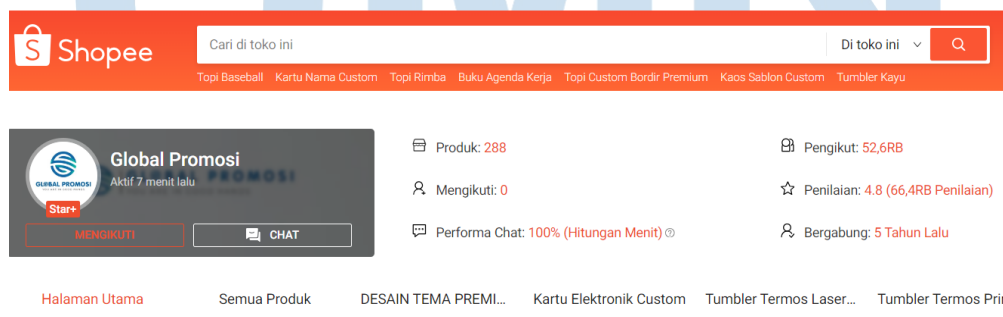 Shopee
Cari di toko ini
Di toko ini
Topi Baseball Kartu Nama Custom Topi Rimba Buku Agenda Kerja Topi Custom Bordir Premium Kaos Sablon Custom Tumbler Kayu
Global Promosi
Aktif 7 menit lalu
GLOBAL PROMOSI
Star+
MENGIKUTI
CHAT
Produk: 288
Mengikuti: 0
Performa Chat: 100% (Hitungan Menit)
Pengikut: 52,6RB
Penilaian: 4.8 (66,4RB Penilaian)
Bergabung: 5 Tahun Lalu
Halaman Utama Semua Produk DESAIN TEMA PREMI... Kartu Elektronik Custom Tumbler Termos Laser... Tumbler Termos Pri